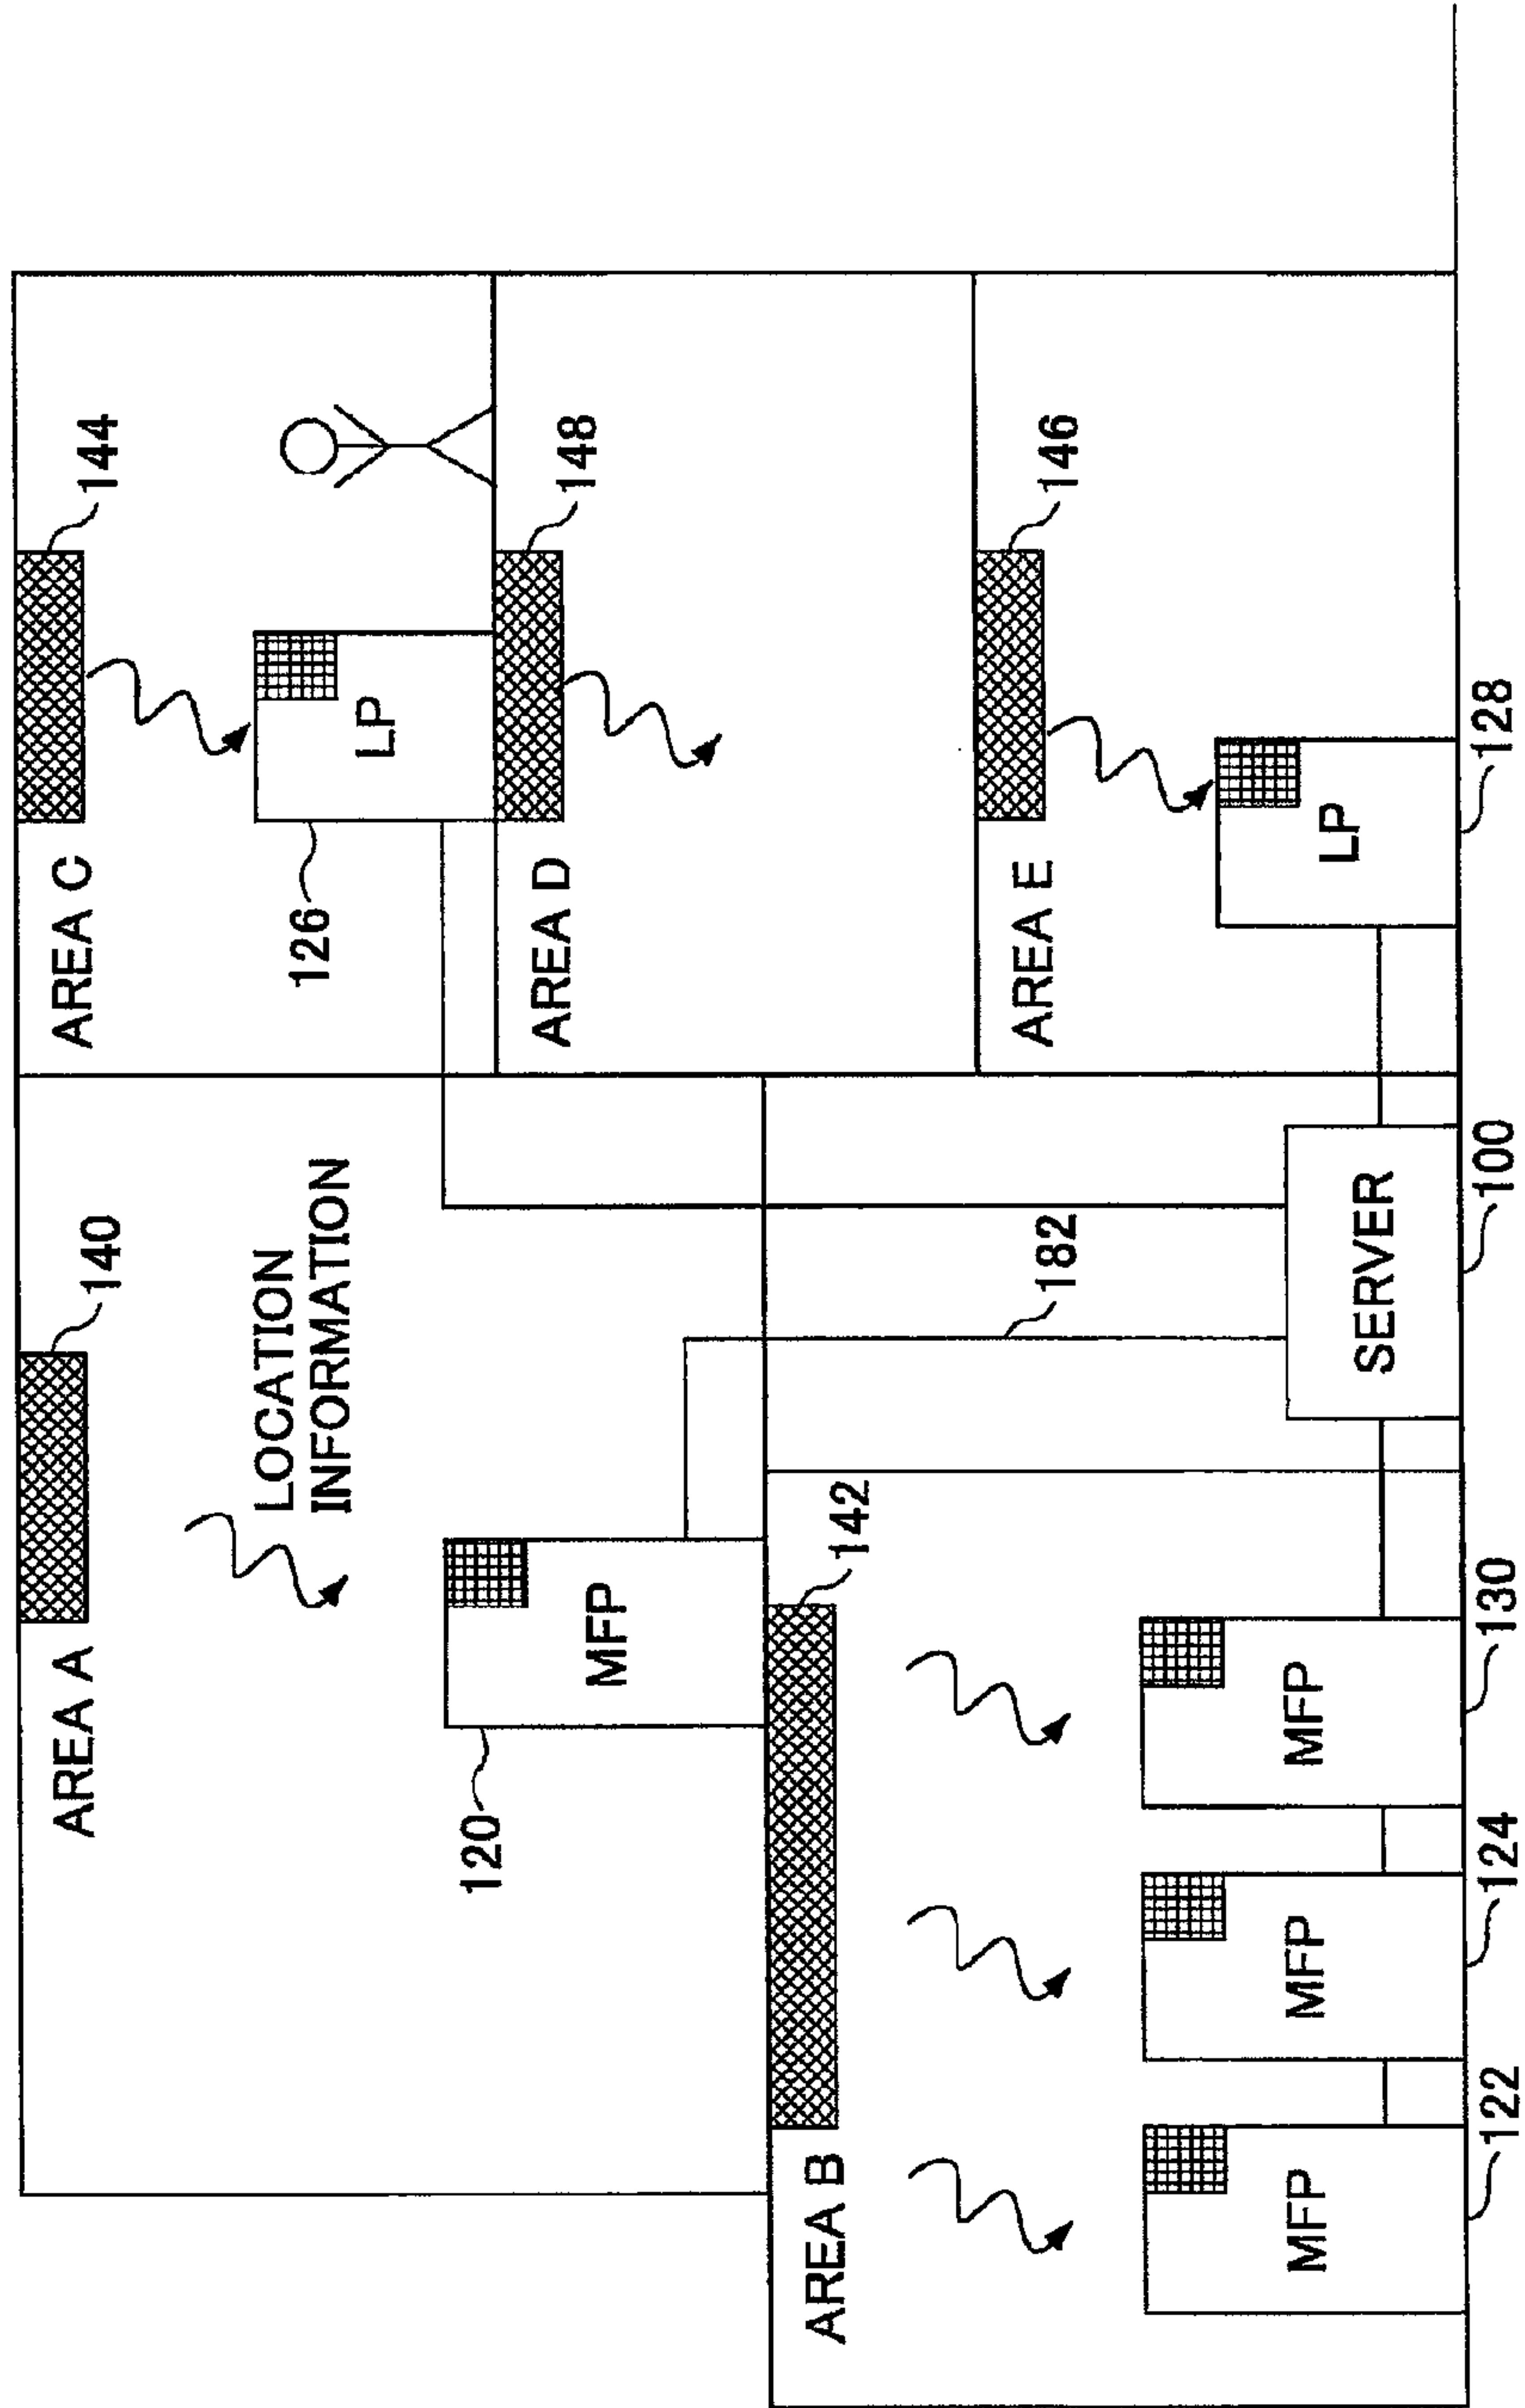 AREA A
140
LOCATION
INFORMATION
120
MFP
AREA B
142
182
MFP
MFP
MFP
SERVER
122
124
130
100
AREA C
144
126
LP
AREA D
148
AREA E
146
LP
128